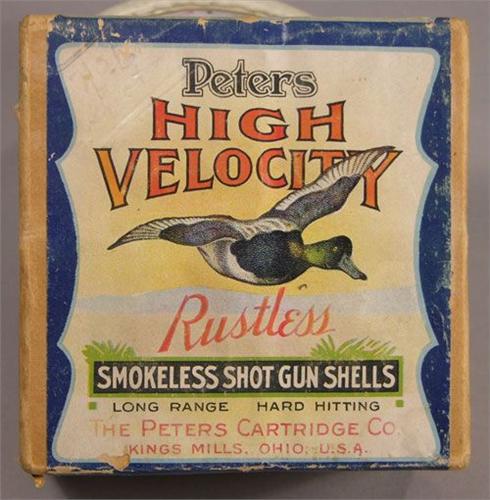 Peters
HIGH
VELOCITY
Rustless
SMOKELESS SHOT GUN SHELLS
LONG RANGE HARD HITTING
THE PETERS CARTRIDGE CO.
KINGS MILLS, OHIO, U.S.A.